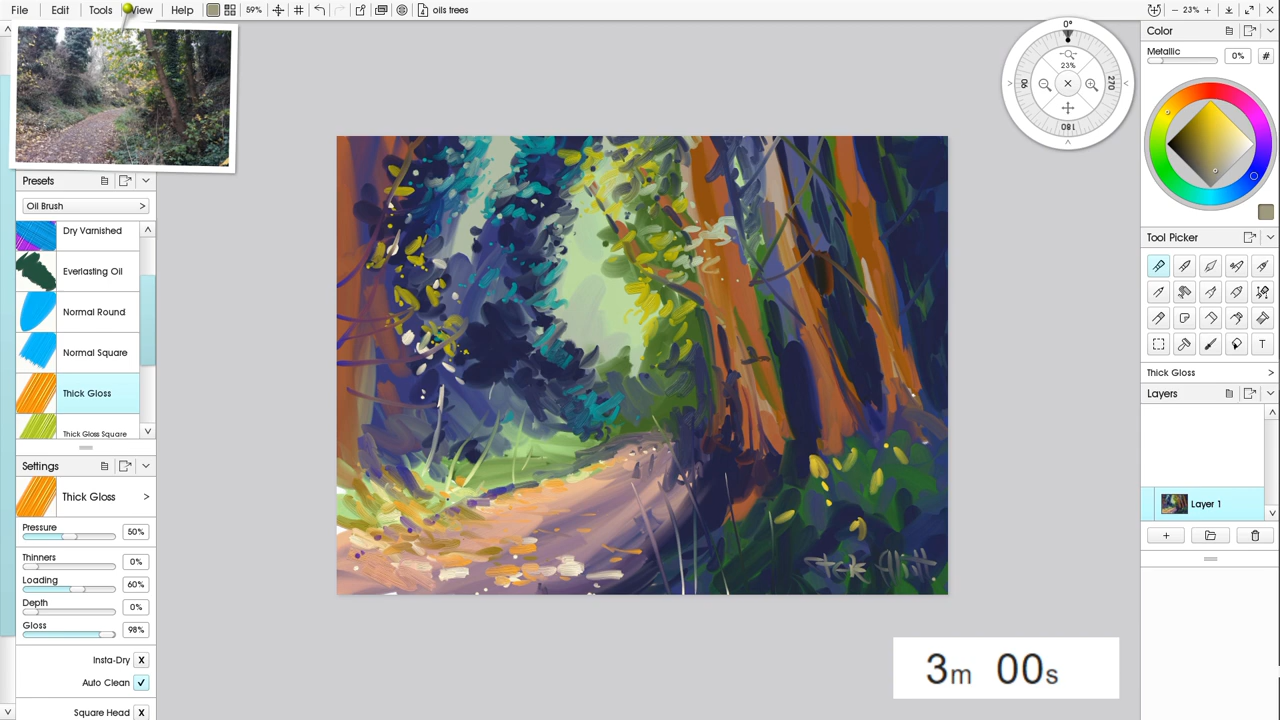 File Edit Tools View Help 59% oils trees 23%
0°
23%
90 270
180
Color
Metallic 0% #
Presets
Oil Brush >
Dry Varnished
Everlasting Oil
Normal Round
Normal Square
Thick Gloss
Thick Gloss Square
Settings
Thick Gloss >
Pressure 50%
Thinners 0%
Loading 60%
Depth 0%
Gloss 98%
Insta-Dry X
Auto Clean ✓
Square Head X
Tool Picker
T
Thick Gloss >
Layers
Layer 1
3m 00s